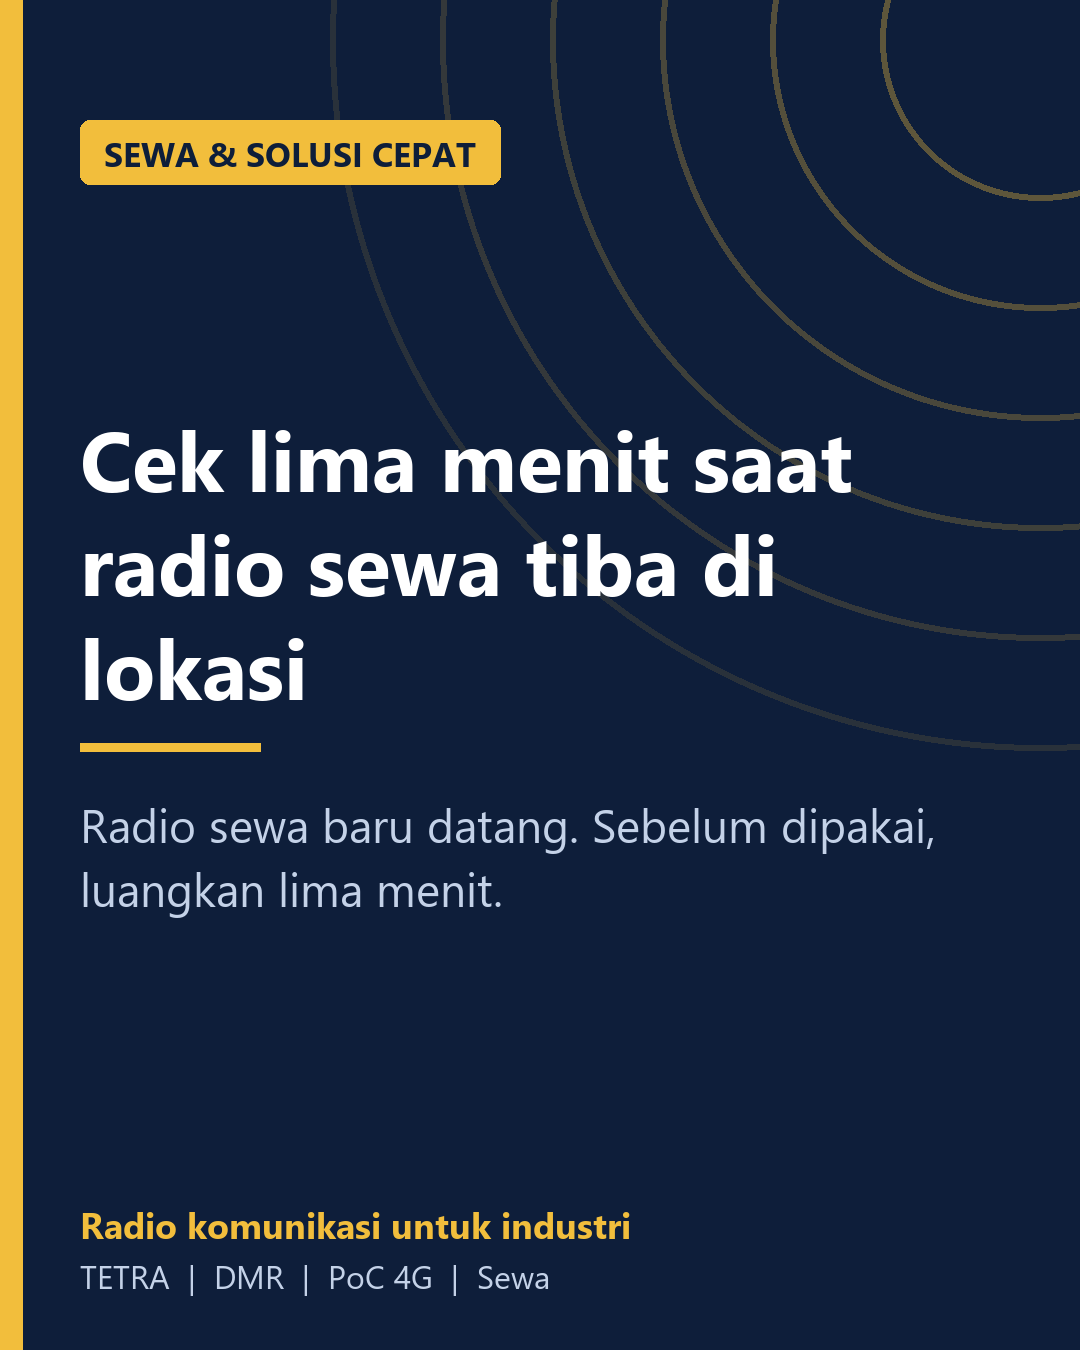 SEWA & SOLUSI CEPAT
Cek lima menit saat
radio sewa tiba di
lokasi
Radio sewa baru datang. Sebelum dipakai,
luangkan lima menit.
Radio komunikasi untuk industri
TETRA | DMR | PoC 4G | Sewa